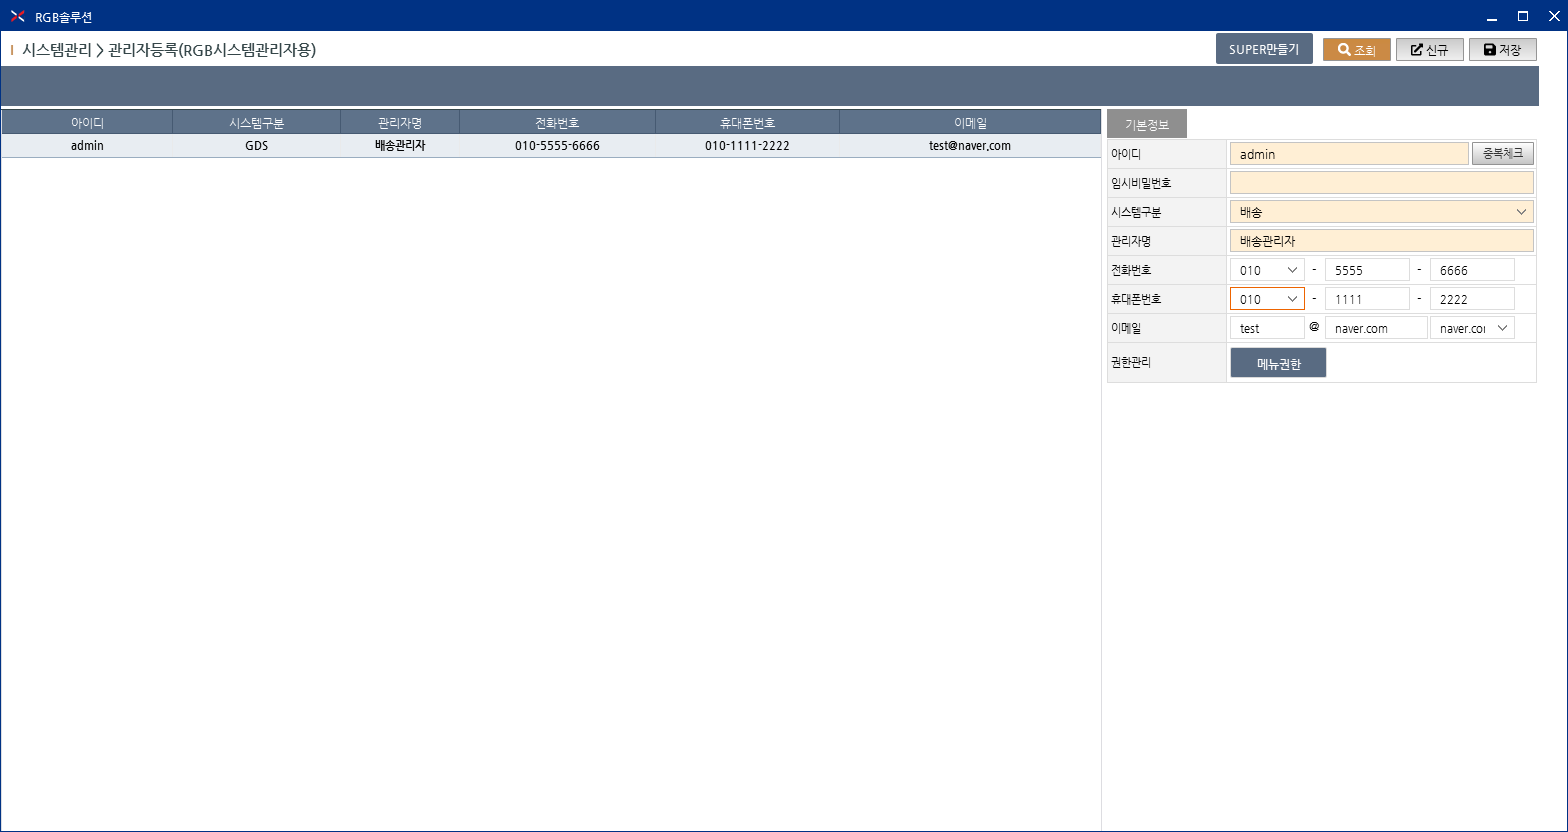 RGB솔루션
시스템관리 > 관리자등록(RGB시스템관리자용)
SUPER만들기 조회 신규 저장
아이디 시스템구분 관리자명 전화번호 휴대폰번호 이메일
admin GDS 배송관리자 010-5555-6666 010-1111-2222 test@naver.com
기본정보
아이디 admin 중복체크
임시비밀번호
시스템구분 배송
관리자명 배송관리자
전화번호 010 - 5555 - 6666
휴대폰번호 010 - 1111 - 2222
이메일 test @ naver.com naver.coi
권한관리 메뉴권한